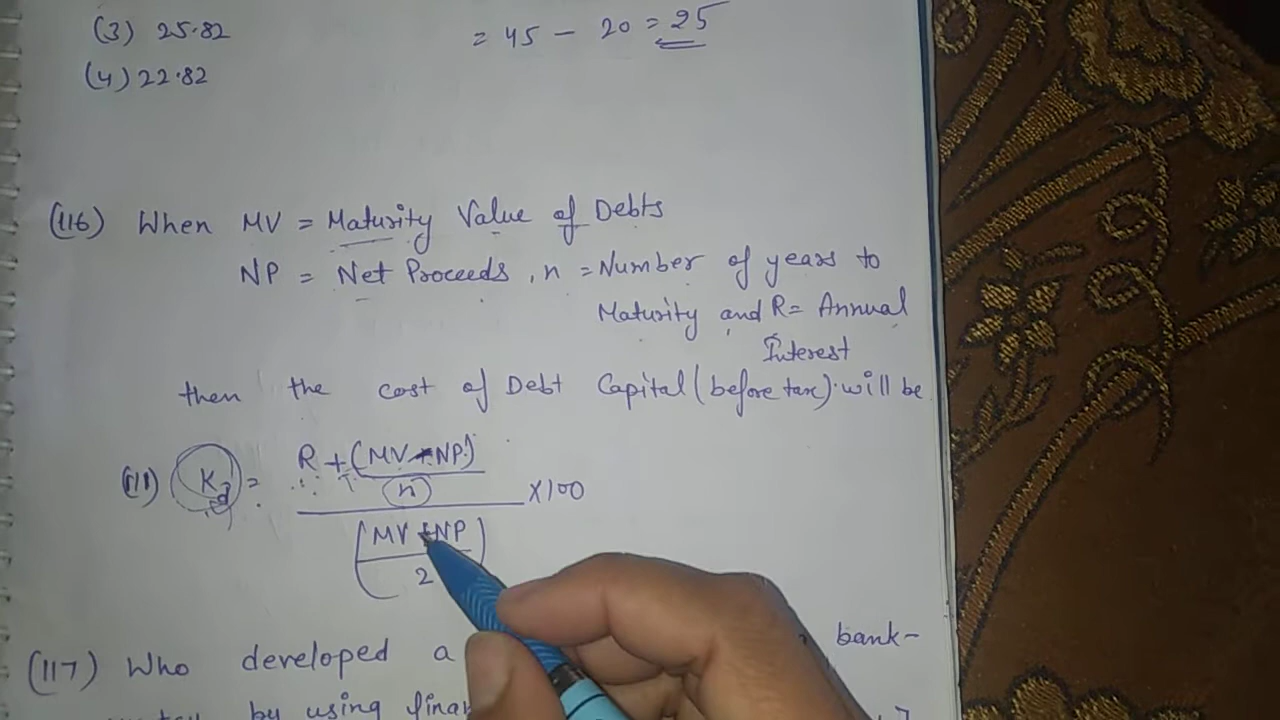 (3) 25.82
= 45 - 20 = 25
(4) 22.82
(116) When MV = Maturity Value of Debts
NP = Net Proceeds, n = Number of years to
Maturity and R = Annual
Interest
then the cost of Debt Capital (before tax) will be
(11) Kd = R + (MV - NP)
n
× 100
(MV + NP)
2
(117) Who developed a bank-
by using finan